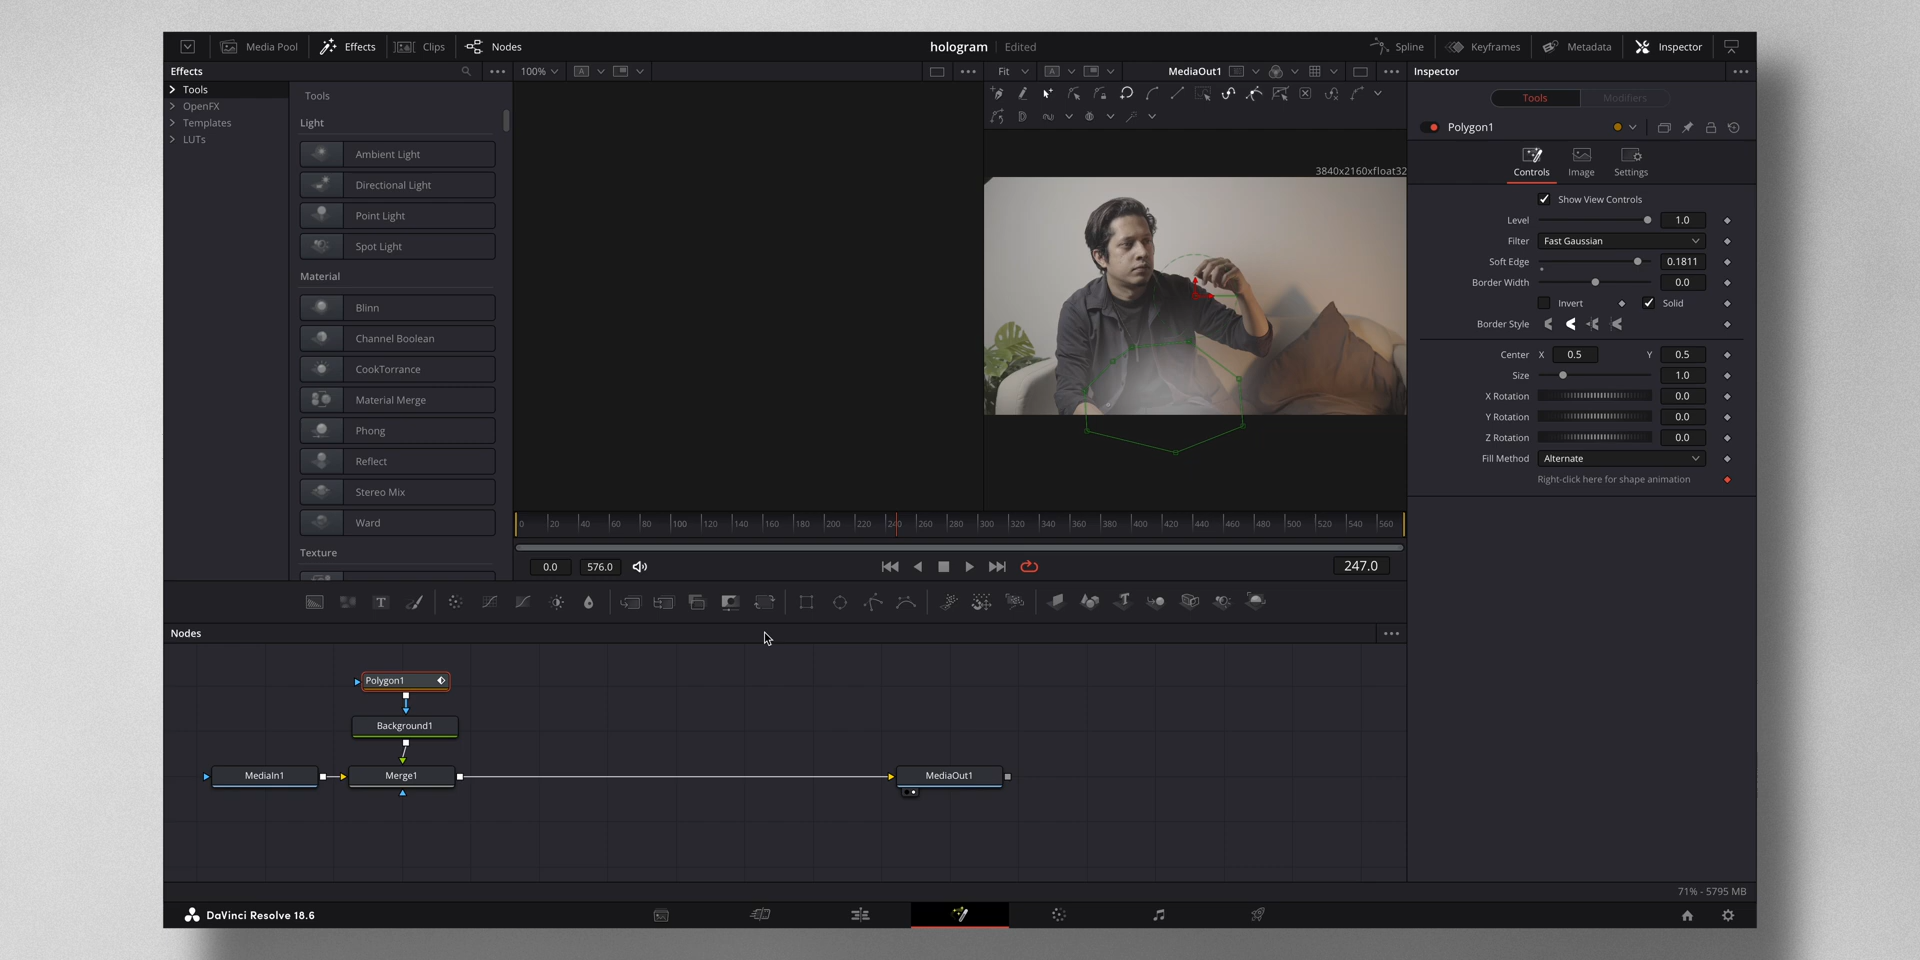 Media Pool Effects Clips Nodes hologram Edited Spline Keyframes Metadata Inspector
Effects 100% Fit MediaOut1 Inspector
Tools
OpenFX
Templates
LUTs
Tools
Light
Ambient Light
Directional Light
Point Light
Spot Light
Material
Blinn
Channel Boolean
CookTorrance
Material Merge
Phong
Reflect
Stereo Mix
Ward
Texture
3840x2160xfloat32
0 20 40 60 80 100 120 140 160 180 200 220 240 260 280 300 320 340 360 380 400 420 440 460 480 500 520 540 560
0.0 576.0 247.0
Tools Modifiers
Polygon1
Controls Image Settings
Show View Controls
Level 1.0
Filter Fast Gaussian
Soft Edge 0.1811
Border Width 0.0
Invert Solid
Border Style
Center X 0.5 Y 0.5
Size 1.0
X Rotation 0.0
Y Rotation 0.0
Z Rotation 0.0
Fill Method Alternate
Right-click here for shape animation
Nodes
Polygon1
Background1
MediaIn1 Merge1 MediaOut1
71% - 5795 MB
DaVinci Resolve 18.6